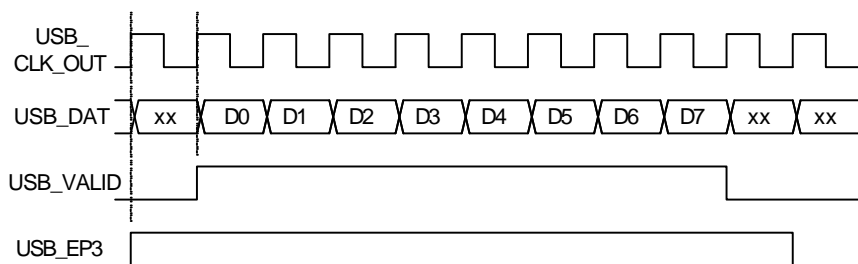 USB_
CLK_OUT
USB_DAT xx D0 D1 D2 D3 D4 D5 D6 D7 xx xx
USB_VALID
USB_EP3